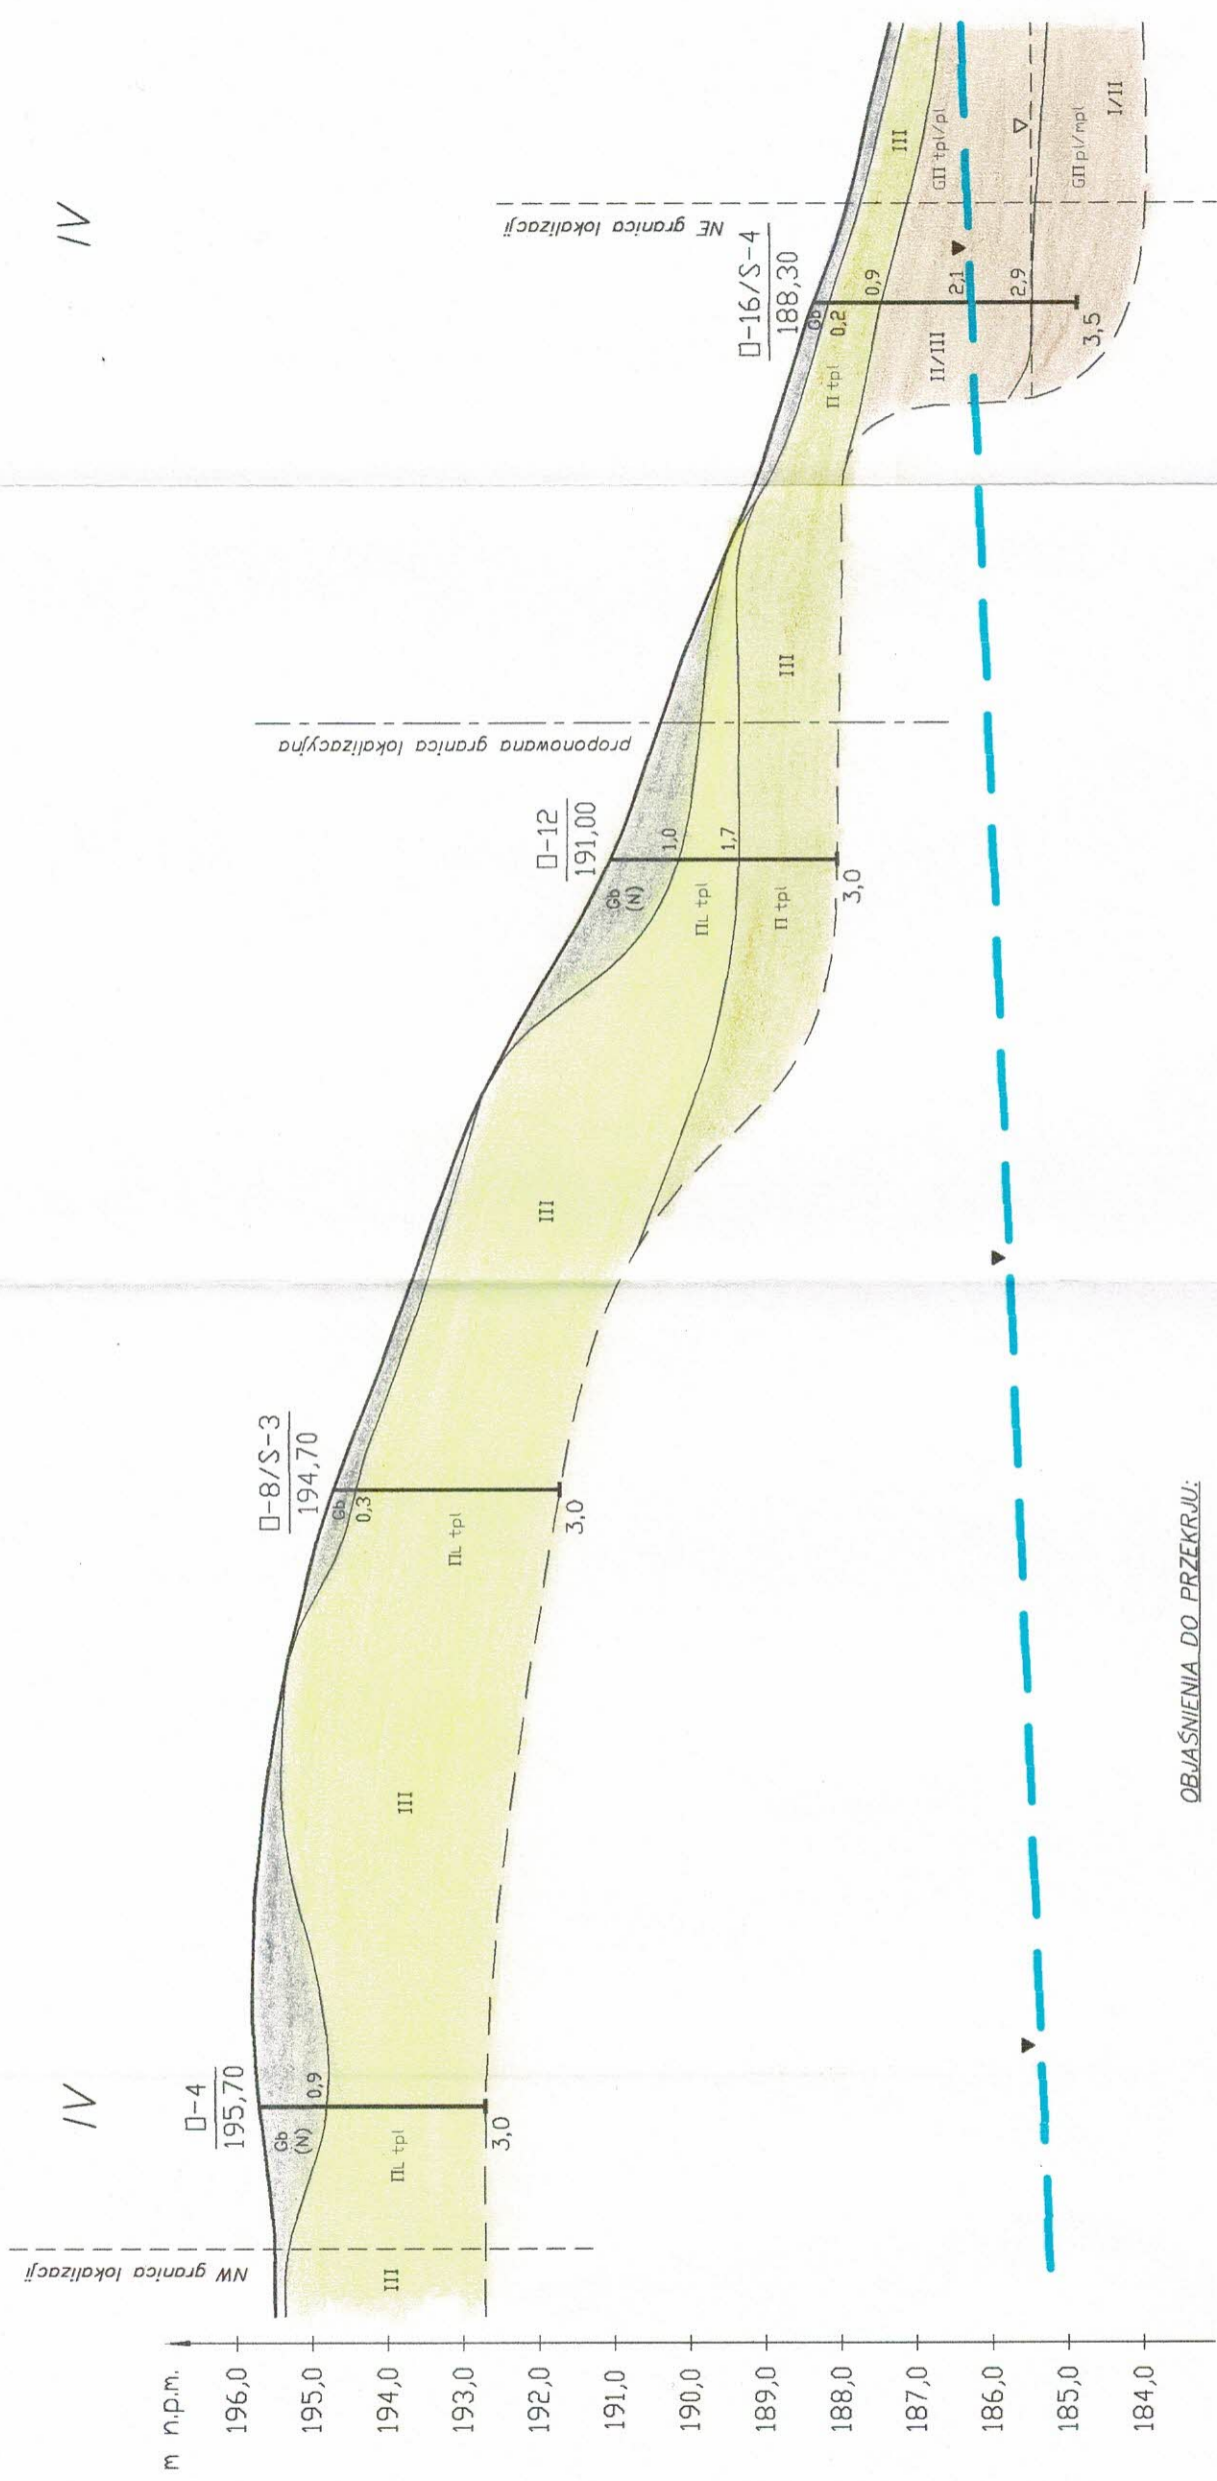 IV
IV
m n.p.m.
196,0
195,0
194,0
193,0
192,0
191,0
190,0
189,0
188,0
187,0
186,0
185,0
184,0
NW granica lokalizacji
III
□-4
195,70
Gb
(N)
0,9
ΠL tpl
3,0
III
□-8/S-3
194,70
Gb
0,3
ΠL tpl
3,0
III
□-12
191,00
Gb
(N)
1,0
ΠL tpl
1,7
Π tpl
3,0
proponowana granica lokalizacyjna
III
□-16/S-4
188,30
Gb
0,2
Π tpl
0,9
II/III
2,1
2,9
3,5
NE granica lokalizacji
III
GΠ tpl/pl
GΠ pl/mpl
I/II
OBJAŚNIENIA DO PRZEKRJU: